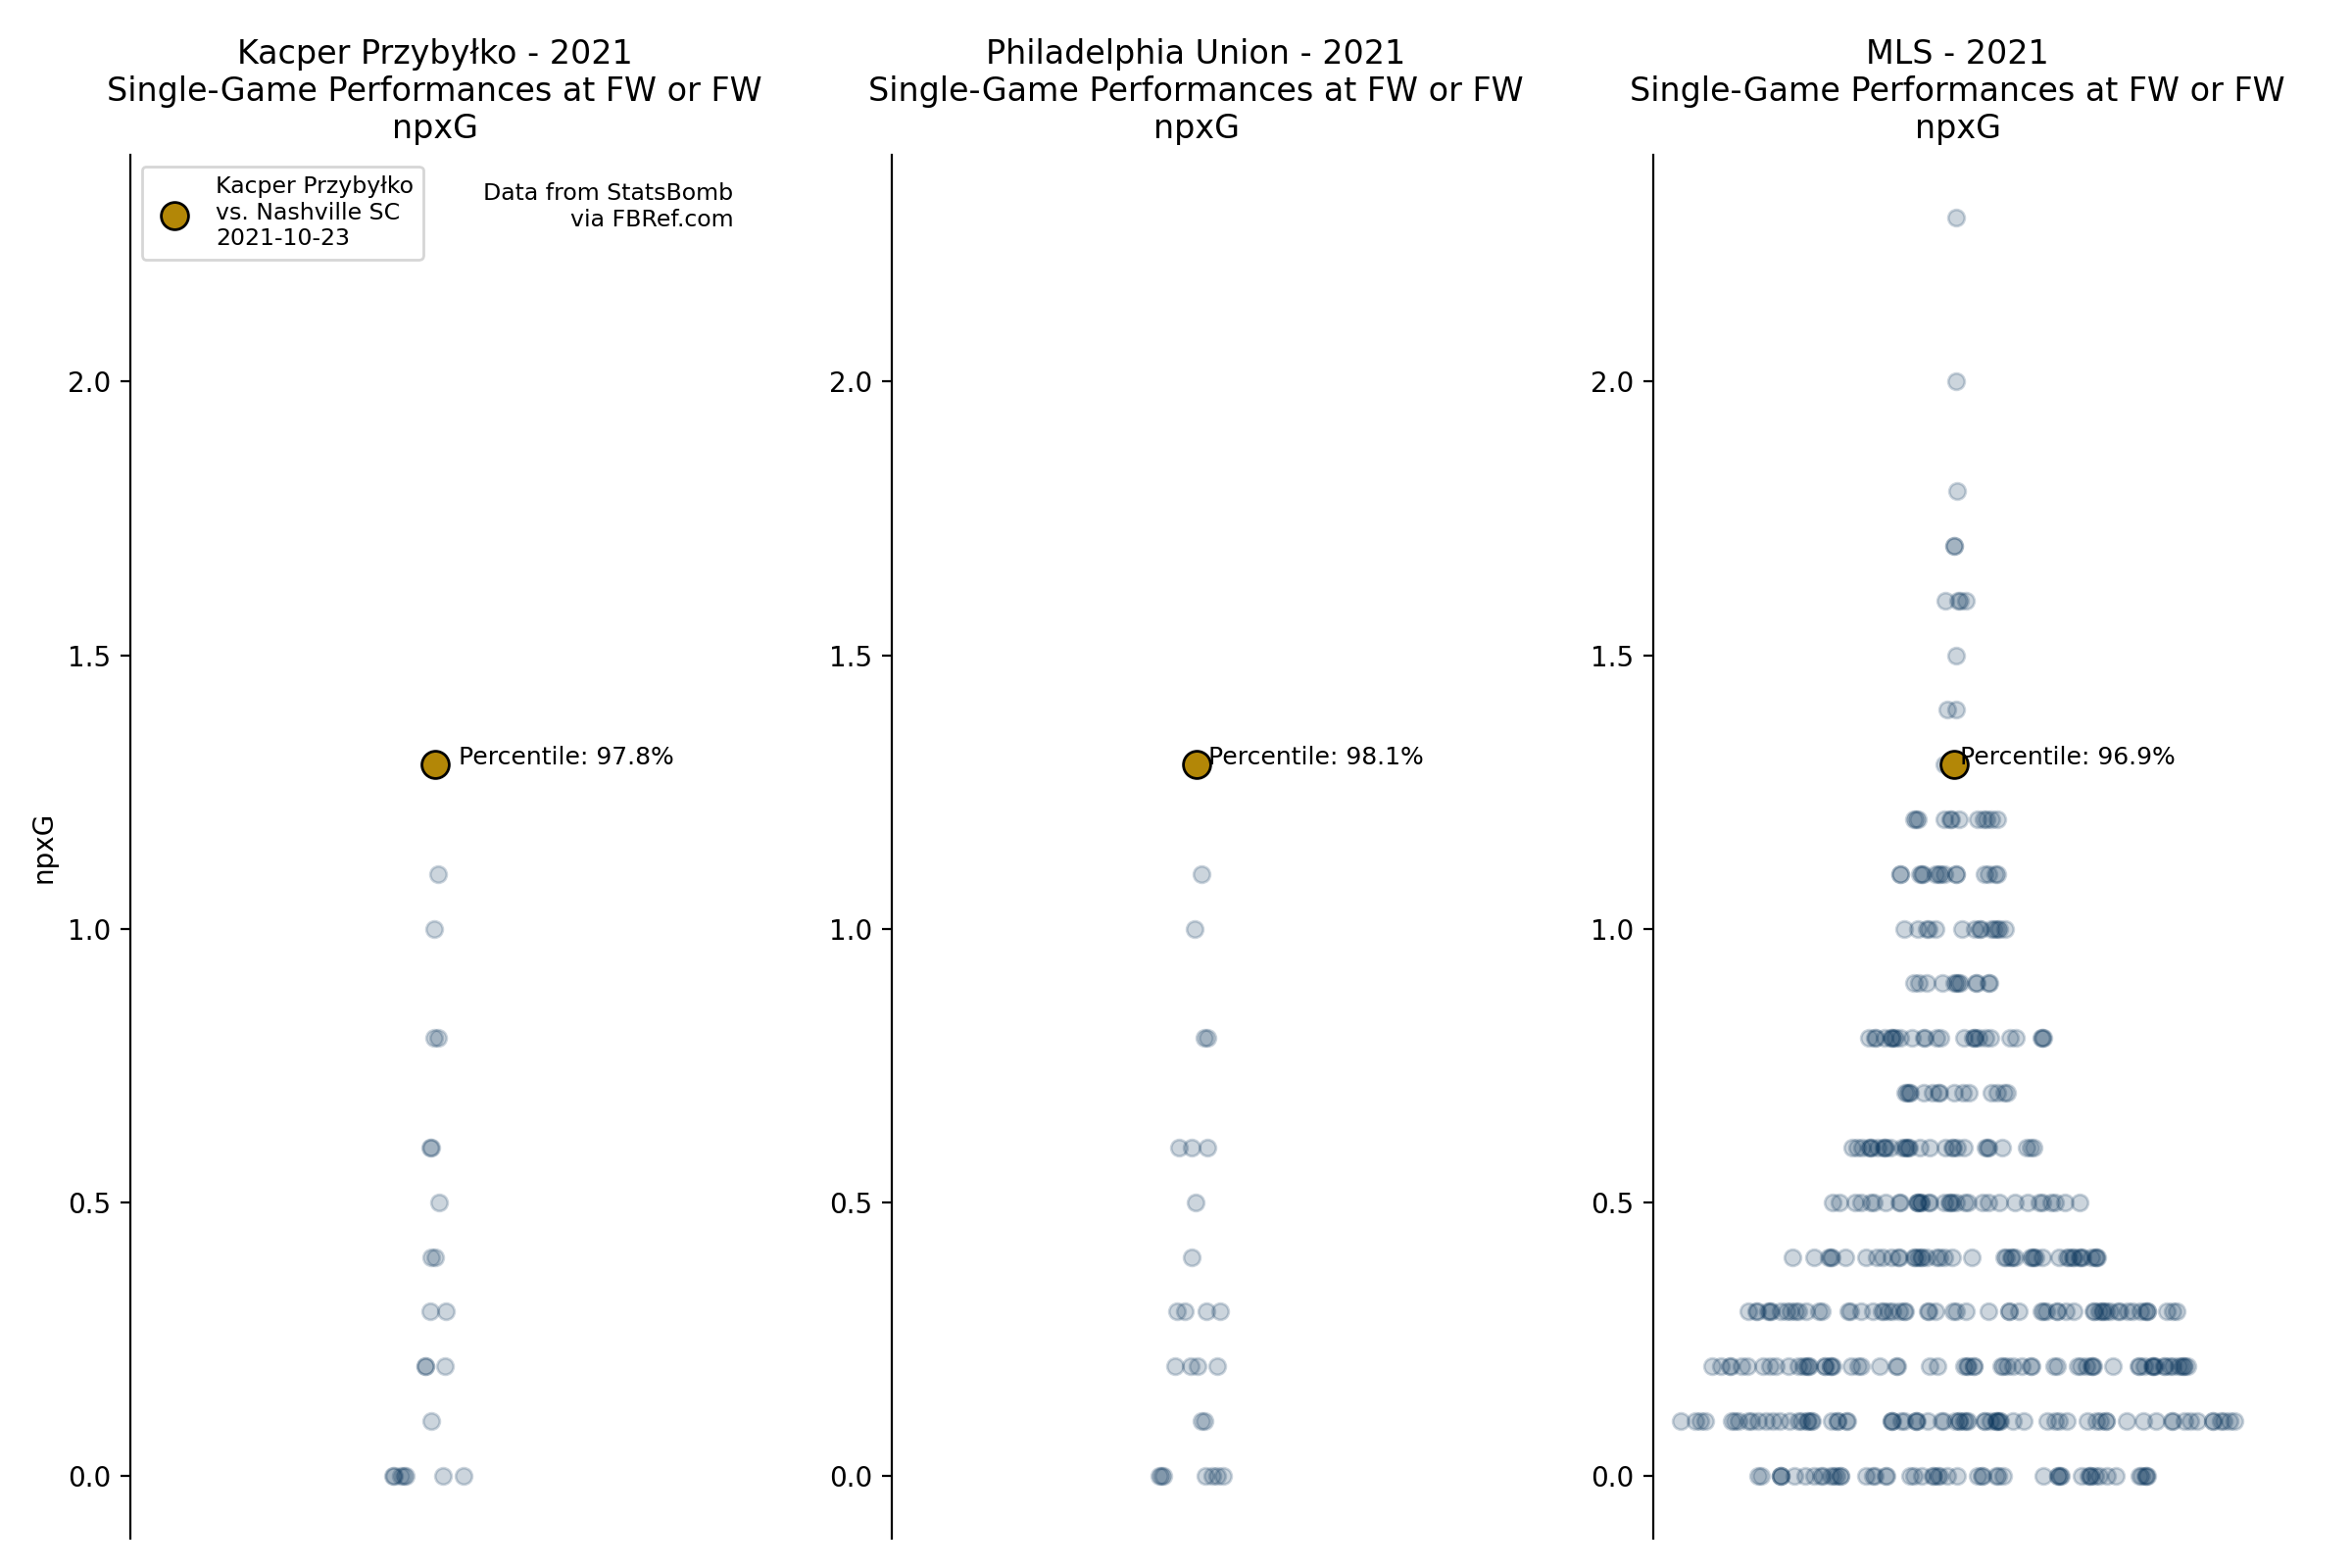 Kacper Przybyłko - 2021
Single-Game Performances at FW or FW
npxG
Kacper Przybyłko
vs. Nashville SC
2021-10-23
Data from StatsBomb
via FBRef.com
2.0
1.5
Percentile: 97.8%
npxG
1.0
0.5
0.0
Philadelphia Union - 2021
Single-Game Performances at FW or FW
npxG
2.0
1.5
Percentile: 98.1%
1.0
0.5
0.0
MLS - 2021
Single-Game Performances at FW or FW
npxG
2.0
1.5
Percentile: 96.9%
1.0
0.5
0.0